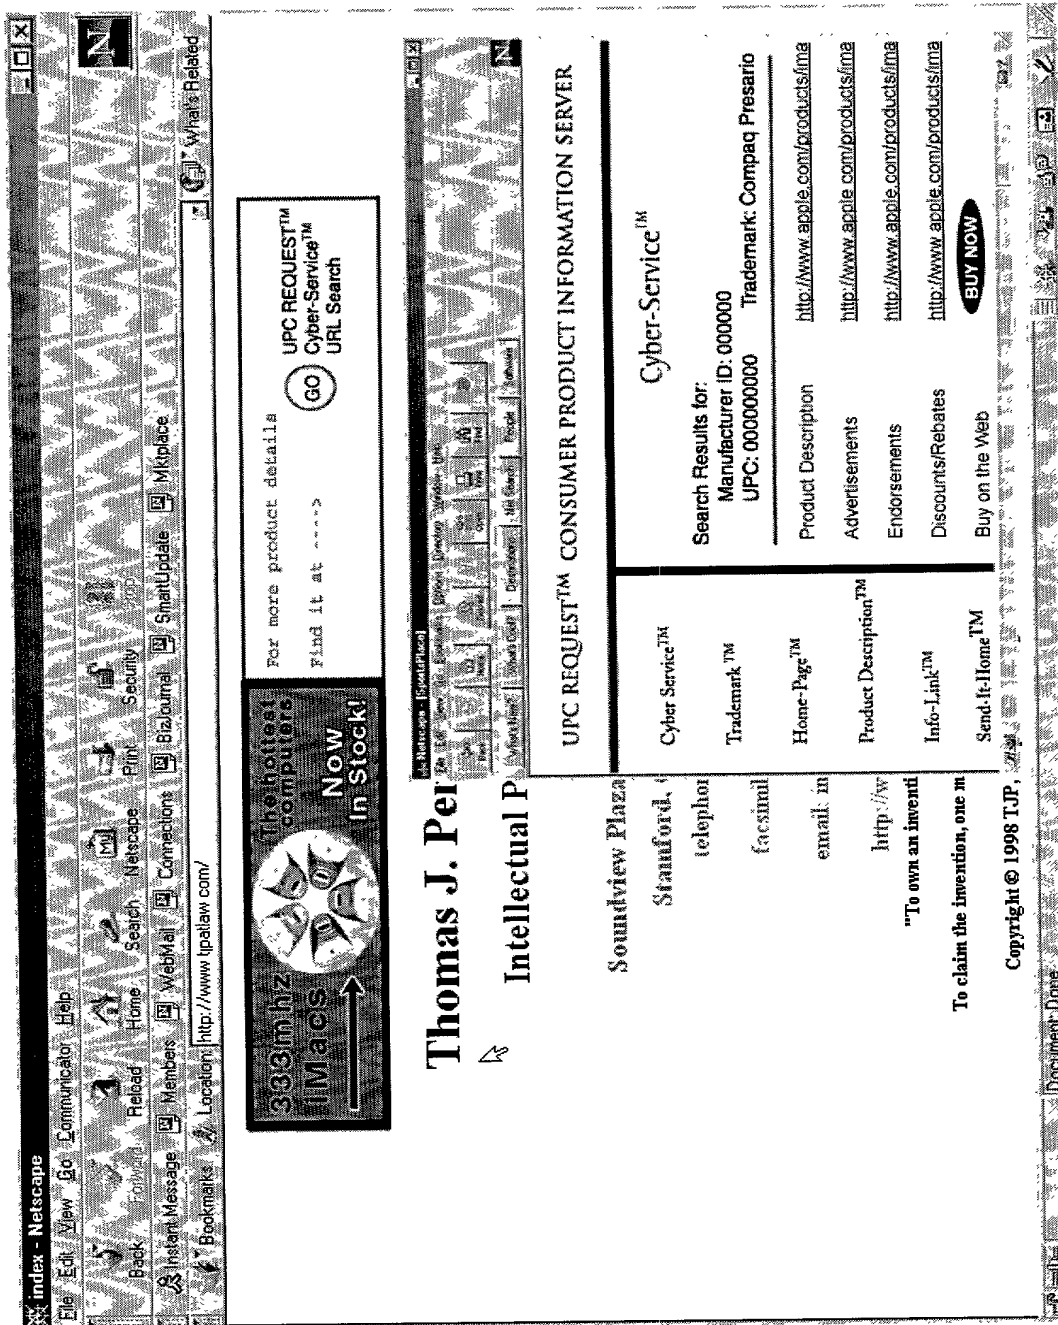 index - Netscape
File Edit View Go Communicator Help
Back Forward Reload Home Search Netscape Print Security Stop
Instant Message Members WebMail Connections BizJournal SmartUpdate Mktplace
Bookmarks Location: http://www tjpatlaw com/ What's Related
333mhz
iMacs
The hottest
computers
Now
In Stock!
For more product details
Find it at ---->
GO
UPC REQUEST™
Cyber-Service™
URL Search
Thomas J. Per
Intellectual P
Soundview Plaza
Stamford,
telephon
facsimil
email: in
http://w
"To own an inventi
To claim the invention, one m
Copyright © 1998 TJP,
Netscape
N
UPC REQUEST™ CONSUMER PRODUCT INFORMATION SERVER
Cyber Service™
Trademark ™
Home-Page™
Product Description™
Info-Link™
Send-It-Home™
Cyber-Service™
Search Results for:
Manufacturer ID: 000000
UPC: 0000000000 Trademark: Compaq Presario
Product Description http://www.apple.com/products/ima
Advertisements http://www.apple com/products/ima
Endorsements http://www.apple.com/products/ima
Discounts/Rebates http://www apple.com/products/ima
Buy on the Web BUY NOW
Document: Done